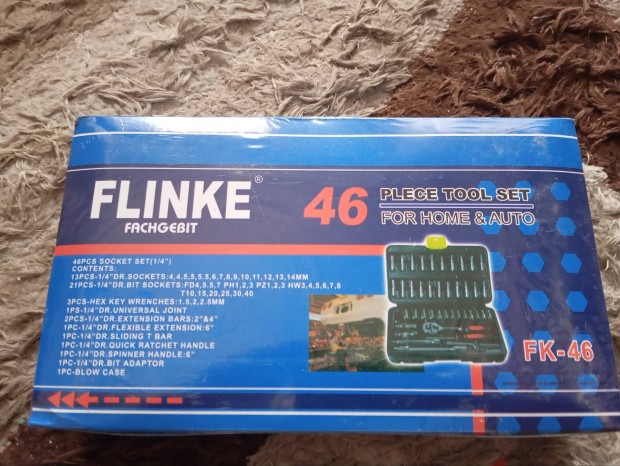 FLINKE®
FACHGEBIT
46 PLECE TOOL SET
FOR HOME & AUTO
46PCS SOCKET SET(1/4")
CONTENTS:
13PCS-1/4"DR.SOCKETS:4,4.5,5,5.5,6,7,8,9,10,11,12,13,14MM
21PCS-1/4"DR.BIT SOCKETS:FD4,5.5,7 PH1,2,3 PZ1,2,3 HW3,4,5,6,7,8
T10,15,20,25,30,40
3PCS-HEX KEY WRENCHES:1.5,2,2.5MM
1PS-1/4"DR.UNIVERSAL JOINT
2PCS-1/4"DR.EXTENSION BARS:2"&4"
1PC-1/4"DR.FLEXIBLE EXTENSION:6"
1PC-1/4"DR.SLIDING T BAR
1PC-1/4"DR.QUICK RATCHET HANDLE
1PC-1/4"DR.SPINNER HANDLE:6"
1PC-1/4"DR.BIT ADAPTOR
1PC-BLOW CASE
FK-46